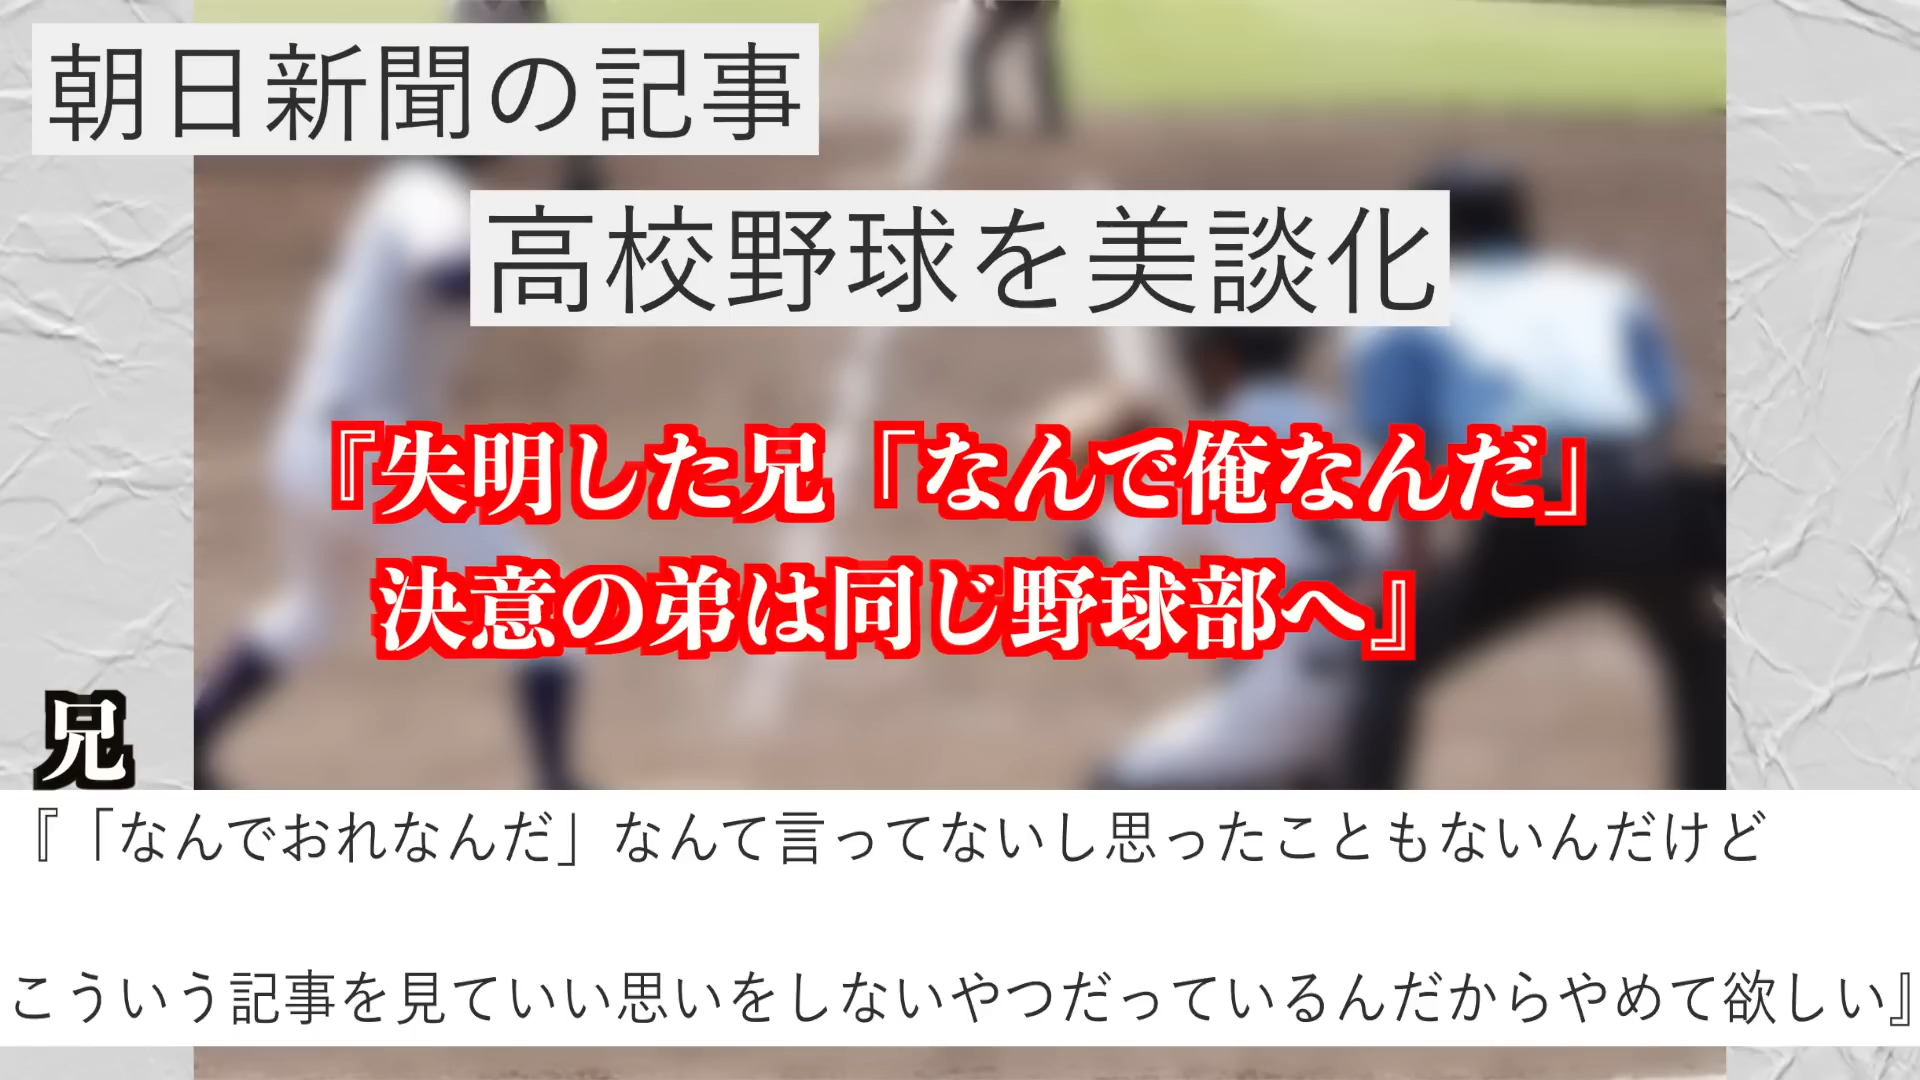 朝日新聞の記事
高校野球を美談化
『失明した兄「なんで俺なんだ」
決意の弟は同じ野球部へ』
兄
『「なんでおれなんだ」なんて言ってないし思ったこともないんだけど
こういう記事を見ていい思いをしないやつだっているんだからやめて欲しい』